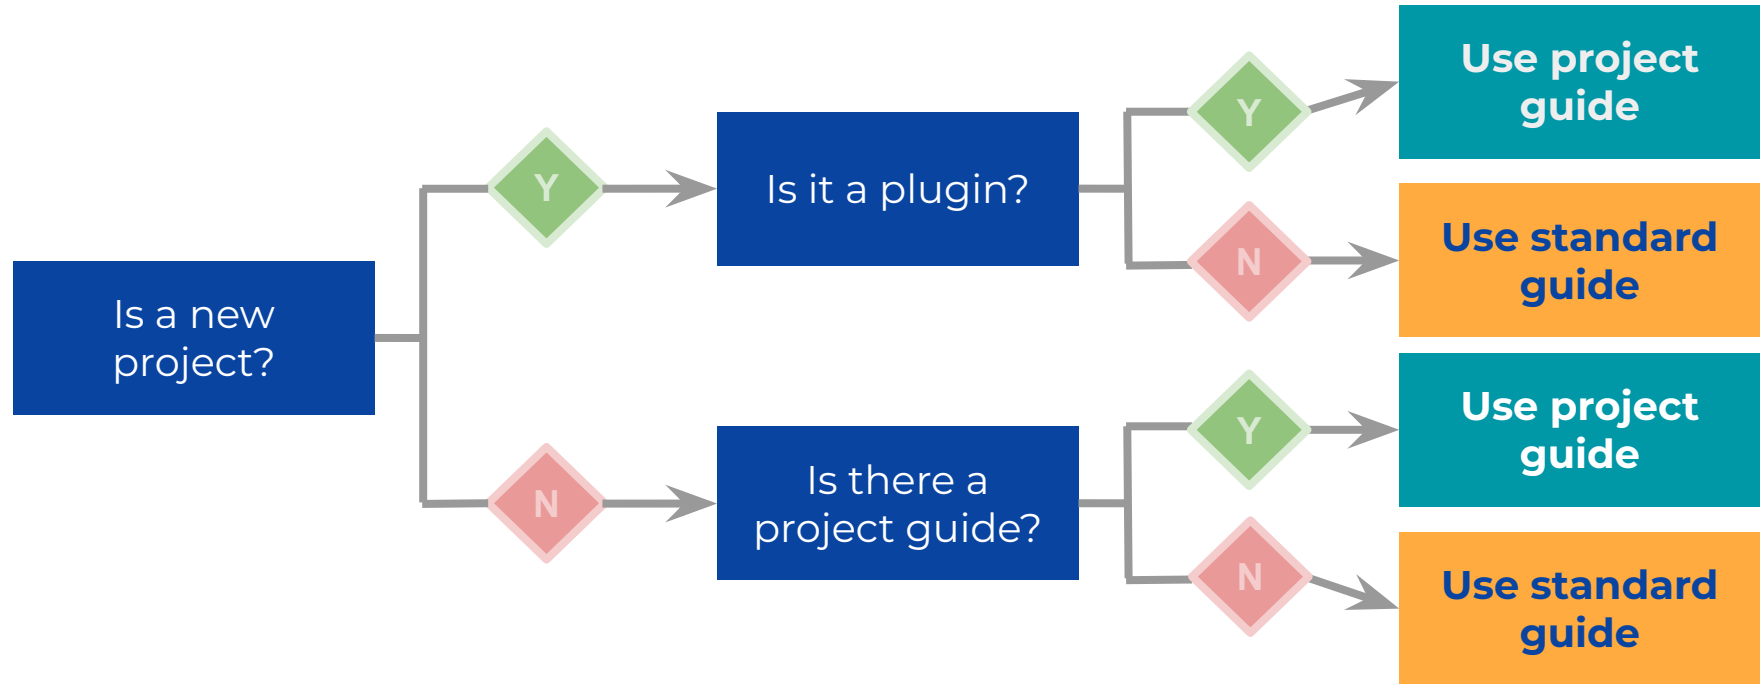 Is a new
project?
Y
N
Is it a plugin?
Is there a
project guide?
Y
N
Y
N
Use project
guide
Use standard
guide
Use project
guide
Use standard
guide